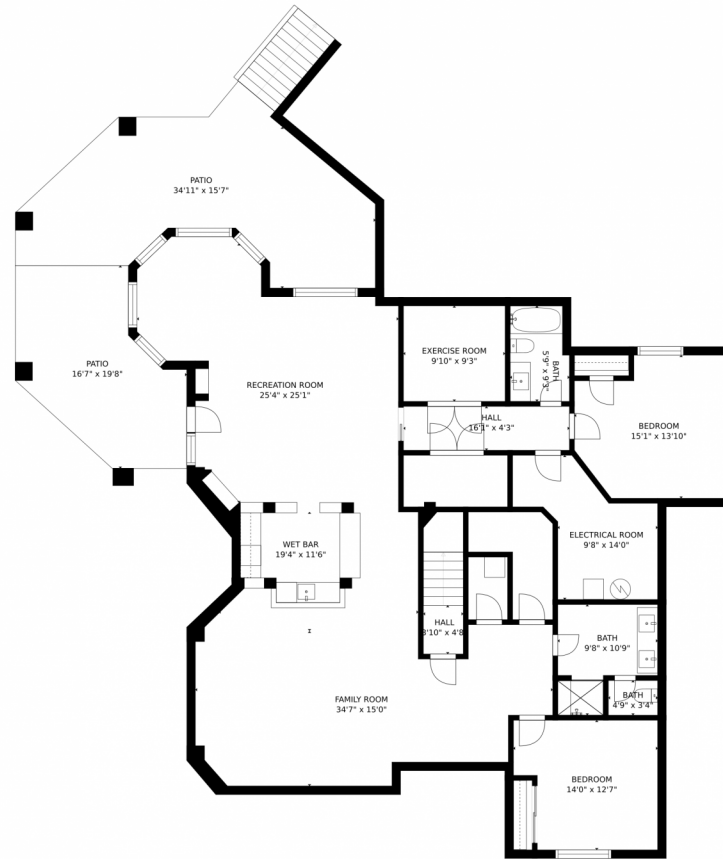 PATIO
34'11" x 15'7"
PATIO
16'7" x 19'8"
RECREATION ROOM
25'4" x 25'1"
EXERCISE ROOM
9'10" x 9'3"
BATH
5'9" x 9'3"
HALL
16'1" x 4'3"
BEDROOM
15'1" x 13'10"
WET BAR
19'4" x 11'6"
ELECTRICAL ROOM
9'8" x 14'0"
HALL
3'10" x 4'8"
BATH
9'8" x 10'9"
BATH
4'9" x 3'4"
FAMILY ROOM
34'7" x 15'0"
BEDROOM
14'0" x 12'7"